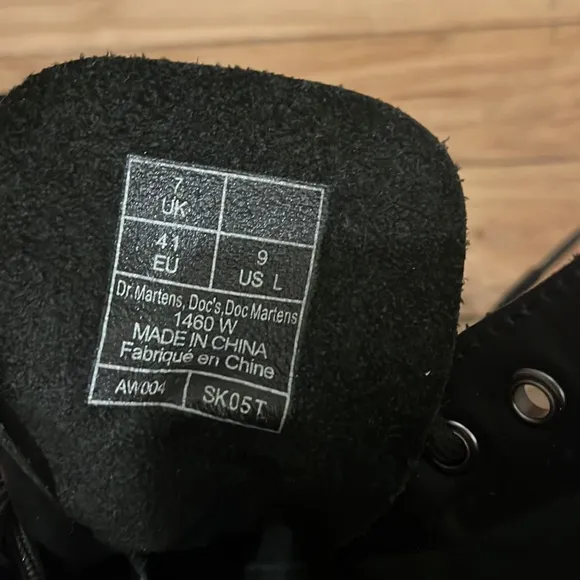 7
UK
41
EU
9
US L
Dr.Martens, Doc's, Doc Martens
1460 W
MADE IN CHINA
Fabriqué en Chine
AW004
SK05T